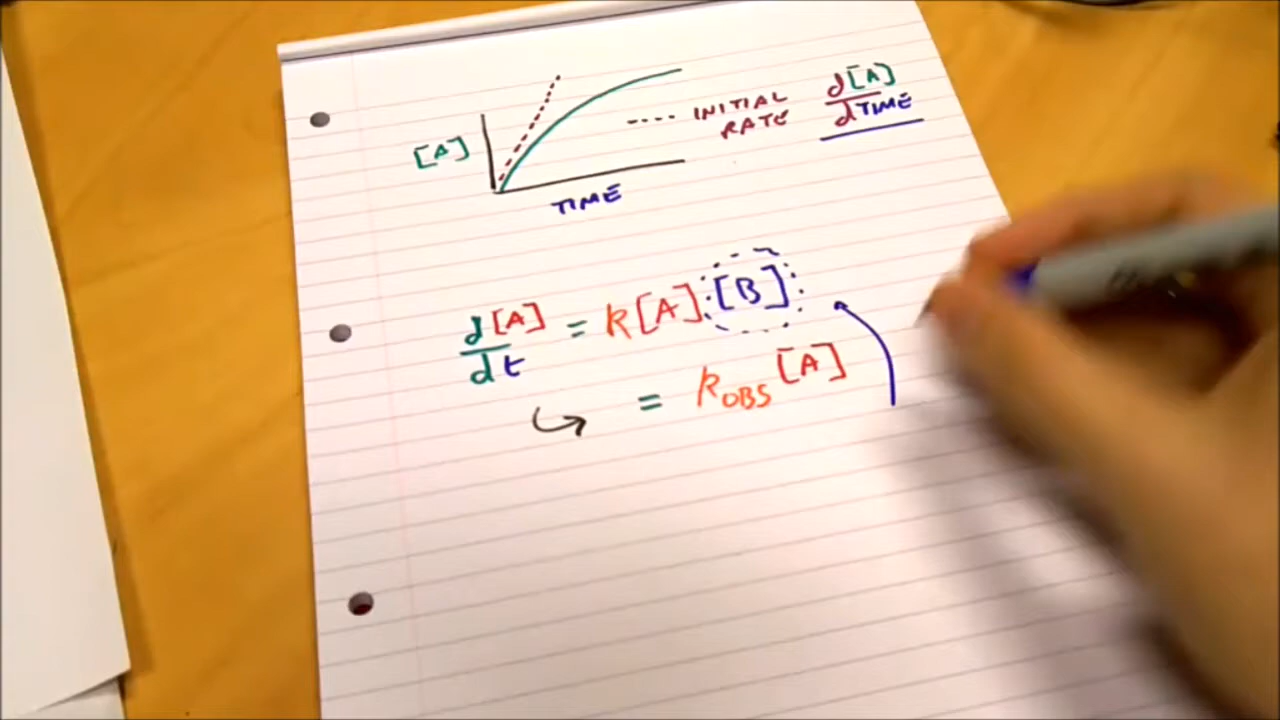 [A]
TIME
---- INITIAL RATE
d[A]
dTIME
d[A]/dt = k[A][B]
= kOBS[A]